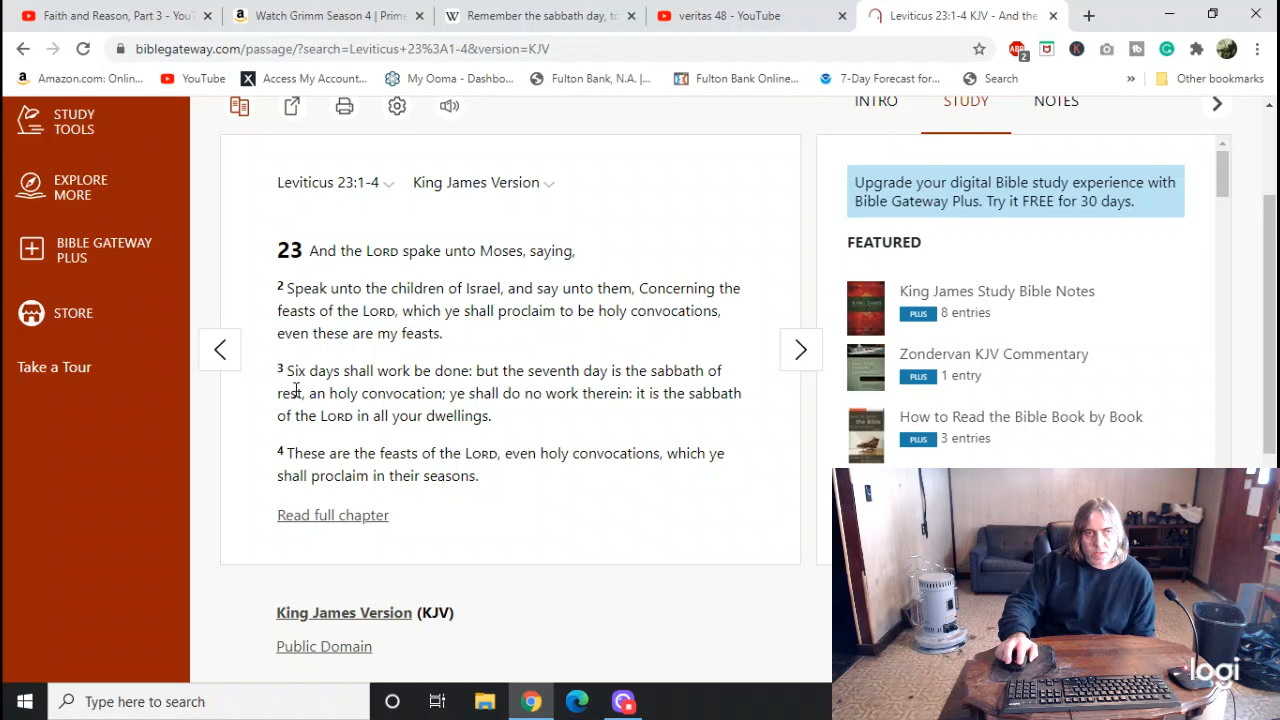 Faith and Reason, Part 3 - YouT
Watch Grimm Season 4 | Prime
Remember the sabbath day, to
veritas 48 - YouTube
Leviticus 23:1-4 KJV - And the
biblegateway.com/passage/?search=Leviticus+23%3A1-4&version=KJV
ABP
2
K
Amazon.com: Onlin...
YouTube
Access My Account...
My Ooma - Dashbo...
Fulton Bank, N.A. |...
Fulton Bank Online...
7-Day Forecast for...
Search
»
Other bookmarks
STUDY
TOOLS
EXPLORE
MORE
BIBLE GATEWAY
PLUS
STORE
Take a Tour
Leviticus 23:1-4
King James Version
23 And the LORD spake unto Moses, saying,
2 Speak unto the children of Israel, and say unto them, Concerning the
feasts of the LORD, which ye shall proclaim to be holy convocations,
even these are my feasts.
3 Six days shall work be done: but the seventh day is the sabbath of
rest, an holy convocation; ye shall do no work therein: it is the sabbath
of the LORD in all your dwellings.
4 These are the feasts of the LORD, even holy convocations, which ye
shall proclaim in their seasons.
Read full chapter
King James Version (KJV)
Public Domain
INTRO
STUDY
NOTES
Upgrade your digital Bible study experience with
Bible Gateway Plus. Try it FREE for 30 days.
FEATURED
King James Study Bible Notes
PLUS 8 entries
Zondervan KJV Commentary
PLUS 1 entry
How to Read the Bible Book by Book
PLUS 3 entries
logi
Type here to search